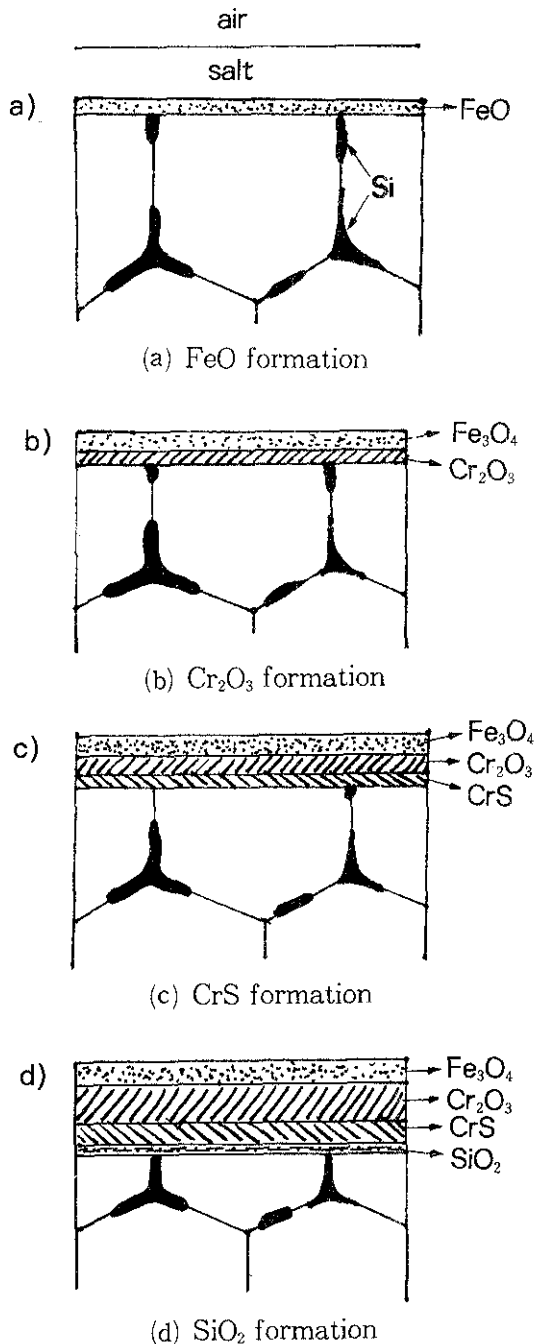 air
salt
a)
FeO
Si
(a) FeO formation
b)
Fe₃O₄
Cr₂O₃
(b) Cr₂O₃ formation
c)
Fe₃O₄
Cr₂O₃
CrS
(c) CrS formation
d)
Fe₃O₄
Cr₂O₃
CrS
SiO₂
(d) SiO₂ formation